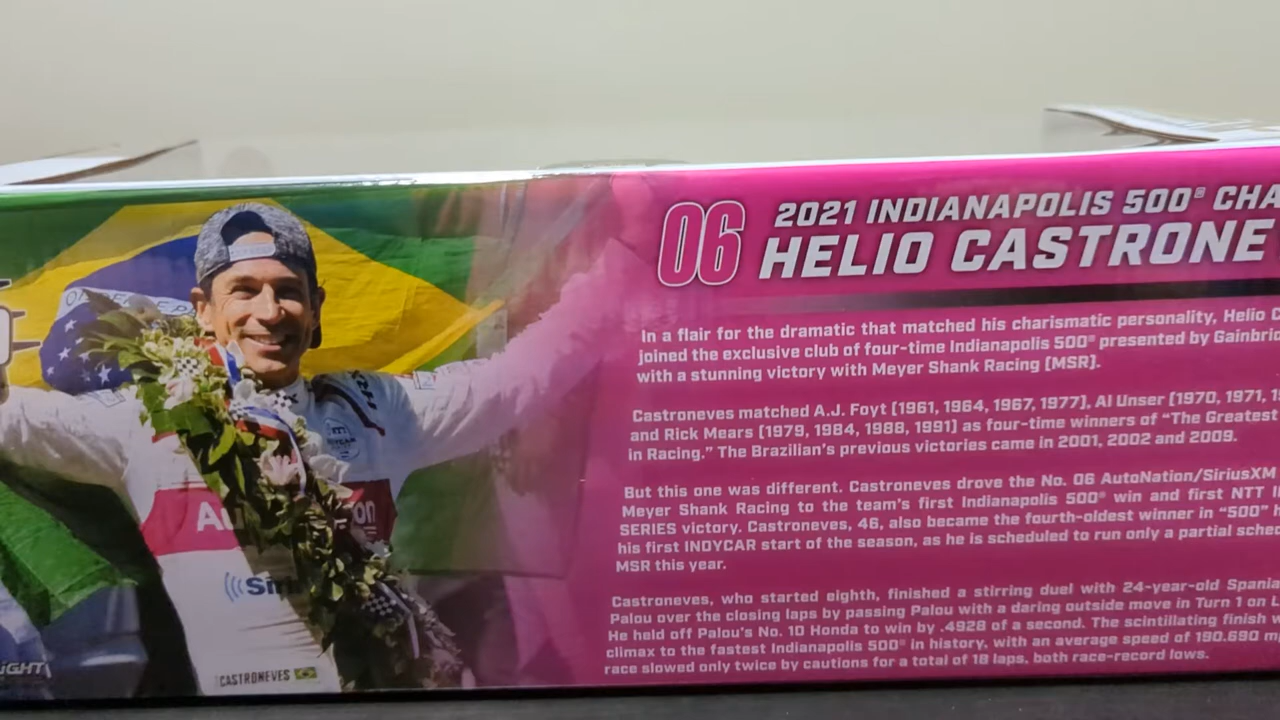 06
2021 INDIANAPOLIS 500® CHA
HELIO CASTRONE
In a flair for the dramatic that matched his charismatic personality, Helio C
joined the exclusive club of four-time Indianapolis 500® presented by Gainbrid
with a stunning victory with Meyer Shank Racing (MSR).
Castroneves matched A.J. Foyt (1961, 1964, 1967, 1977), Al Unser (1970, 1971, 1
and Rick Mears (1979, 1984, 1988, 1991) as four-time winners of “The Greatest
in Racing.” The Brazilian’s previous victories came in 2001, 2002 and 2009.
But this one was different. Castroneves drove the No. 06 AutoNation/SiriusXM
Meyer Shank Racing to the team’s first Indianapolis 500® win and first NTT I
SERIES victory. Castroneves, 46, also became the fourth-oldest winner in “500” h
his first INDYCAR start of the season, as he is scheduled to run only a partial sched
MSR this year.
Castroneves, who started eighth, finished a stirring duel with 24-year-old Spania
Palou over the closing laps by passing Palou with a daring outside move in Turn 1 on L
He held off Palou’s No. 10 Honda to win by .4928 of a second. The scintillating finish w
climax to the fastest Indianapolis 500® in history, with an average speed of 190.690 m
race slowed only twice by cautions for a total of 18 laps, both race-record lows.
Au on
Siri
CASTRONEVES
IGHT